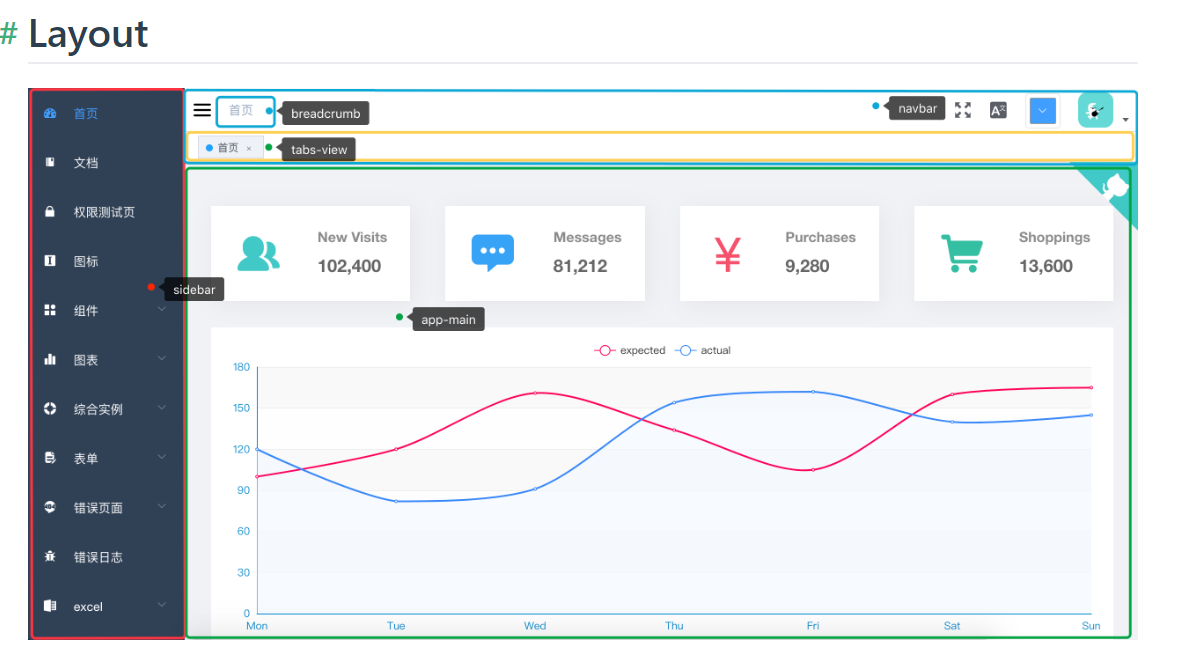 # Layout
首页
文档
权限测试页
图标
组件
图表
综合实例
表单
错误页面
错误日志
excel
sidebar
首页
breadcrumb
navbar
首页 ×
tabs-view
New Visits
102,400
Messages
81,212
Purchases
9,280
Shoppings
13,600
app-main
expected actual
180
150
120
90
60
30
0
Mon Tue Wed Thu Fri Sat Sun